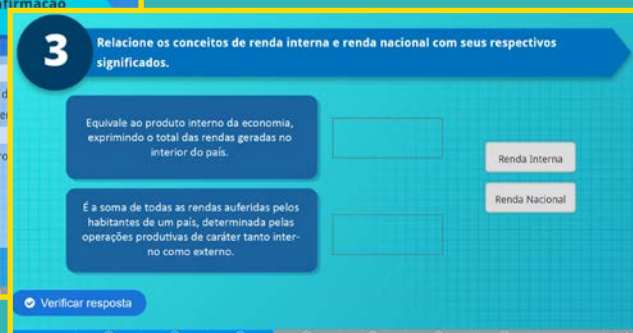 3
Relacione os conceitos de renda interna e renda nacional com seus respectivos
significados.
Equivale ao produto interno da economia,
exprimindo o total das rendas geradas no
interior do país.
Renda Interna
Renda Nacional
É a soma de todas as rendas auferidas pelos
habitantes de um país, determinada pelas
operações produtivas de caráter tanto inter-
no como externo.
Verificar resposta